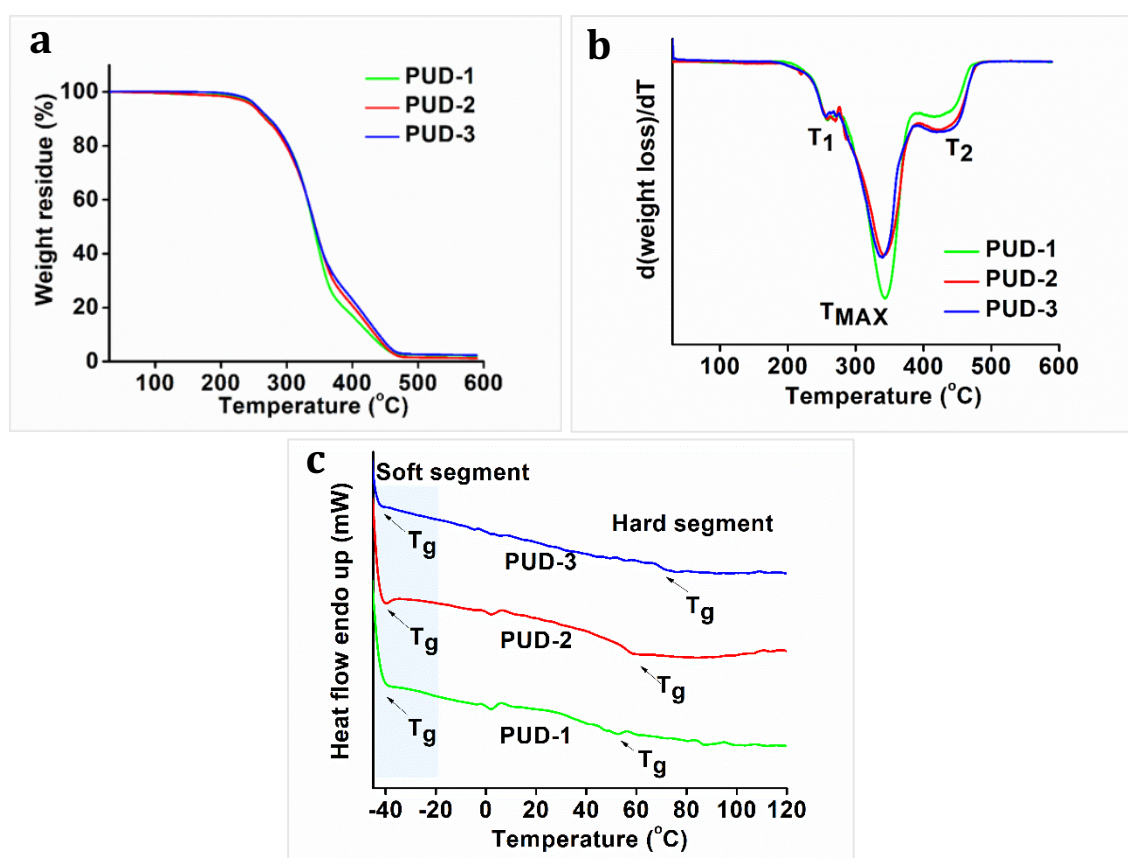 a
PUD-1
PUD-2
PUD-3
Weight residue (%)
100
80
60
40
20
0
100 200 300 400 500 600
Temperature (°C)
b
d(weight loss)/dT
T1
T2
TMAX
PUD-1
PUD-2
PUD-3
100 200 300 400 500 600
Temperature (°C)
c
Heat flow endo up (mW)
Soft segment
Hard segment
Tg
PUD-3
Tg
Tg
PUD-2
Tg
Tg
PUD-1
Tg
-40 -20 0 20 40 60 80 100 120
Temperature (°C)